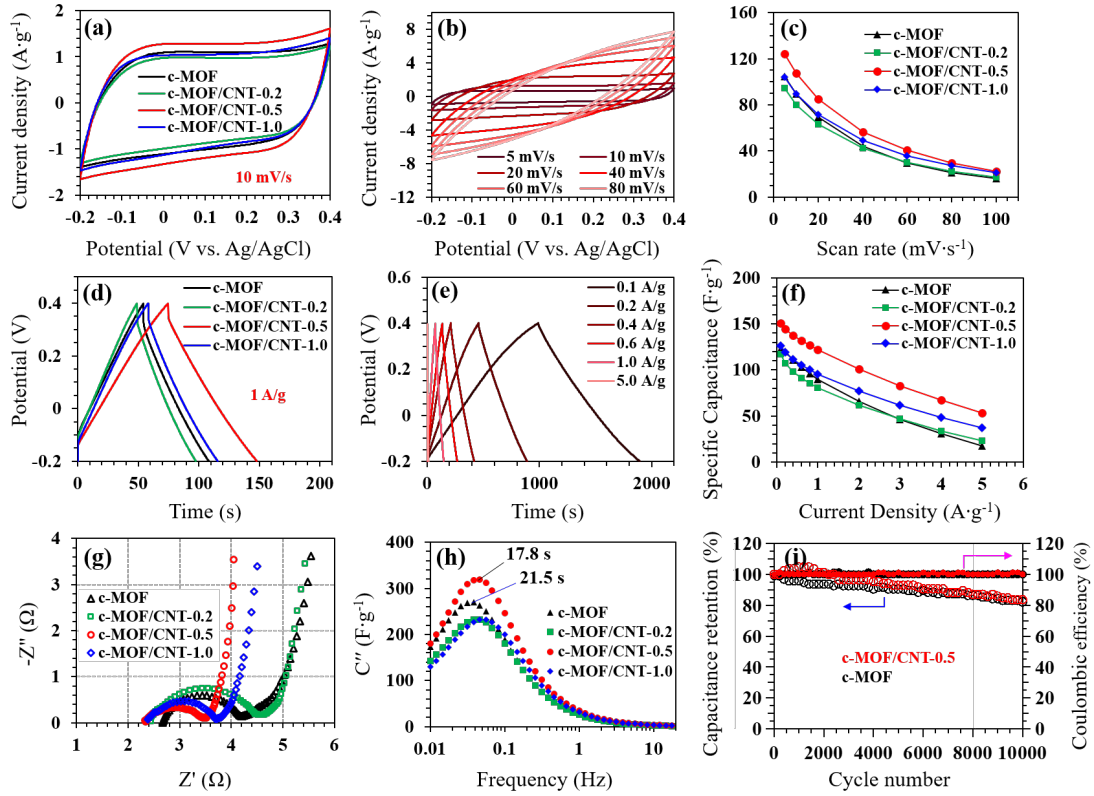 (a)
Current density (A·g⁻¹)
2
1
0
-1
-2
c-MOF
c-MOF/CNT-0.2
c-MOF/CNT-0.5
c-MOF/CNT-1.0
10 mV/s
-0.2 -0.1 0 0.1 0.2 0.3 0.4
Potential (V vs. Ag/AgCl)
(b)
Current density (A·g⁻¹)
11
8
4
0
-4
-8
-12
5 mV/s 10 mV/s
20 mV/s 40 mV/s
60 mV/s 80 mV/s
-0.2 -0.1 0 0.1 0.2 0.3 0.4
Potential (V vs. Ag/AgCl)
(c)
160
120
80
40
0
c-MOF
c-MOF/CNT-0.2
c-MOF/CNT-0.5
c-MOF/CNT-1.0
0 20 40 60 80 100
Scan rate (mV·s⁻¹)
(d)
Potential (V)
0.6
0.4
0.2
0
-0.2
c-MOF
c-MOF/CNT-0.2
c-MOF/CNT-0.5
c-MOF/CNT-1.0
1 A/g
0 50 100 150 200
Time (s)
(e)
Potential (V)
0.6
0.4
0.2
0
-0.2
0.1 A/g
0.2 A/g
0.4 A/g
0.6 A/g
1.0 A/g
5.0 A/g
0 1000 2000
Time (s)
(f)
Specific Capacitance (F·g⁻¹)
200
150
100
50
0
c-MOF
c-MOF/CNT-0.2
c-MOF/CNT-0.5
c-MOF/CNT-1.0
0 1 2 3 4 5 6
Current Density (A·g⁻¹)
(g)
-Z'' (Ω)
-4
-3
-2
-1
0
c-MOF
c-MOF/CNT-0.2
c-MOF/CNT-0.5
c-MOF/CNT-1.0
1 2 3 4 5 6
Z' (Ω)
(h)
C'' (F·g⁻¹)
400
300
200
100
0
17.8 s
21.5 s
c-MOF
c-MOF/CNT-0.2
c-MOF/CNT-0.5
c-MOF/CNT-1.0
0.01 0.1 1 10
Frequency (Hz)
(i)
Capacitance retention (%)
120
100
80
60
40
20
0
c-MOF/CNT-0.5
c-MOF
0 2000 4000 6000 8000 10000
Cycle number
120
100
80
60
40
20
0
Coulombic efficiency (%)